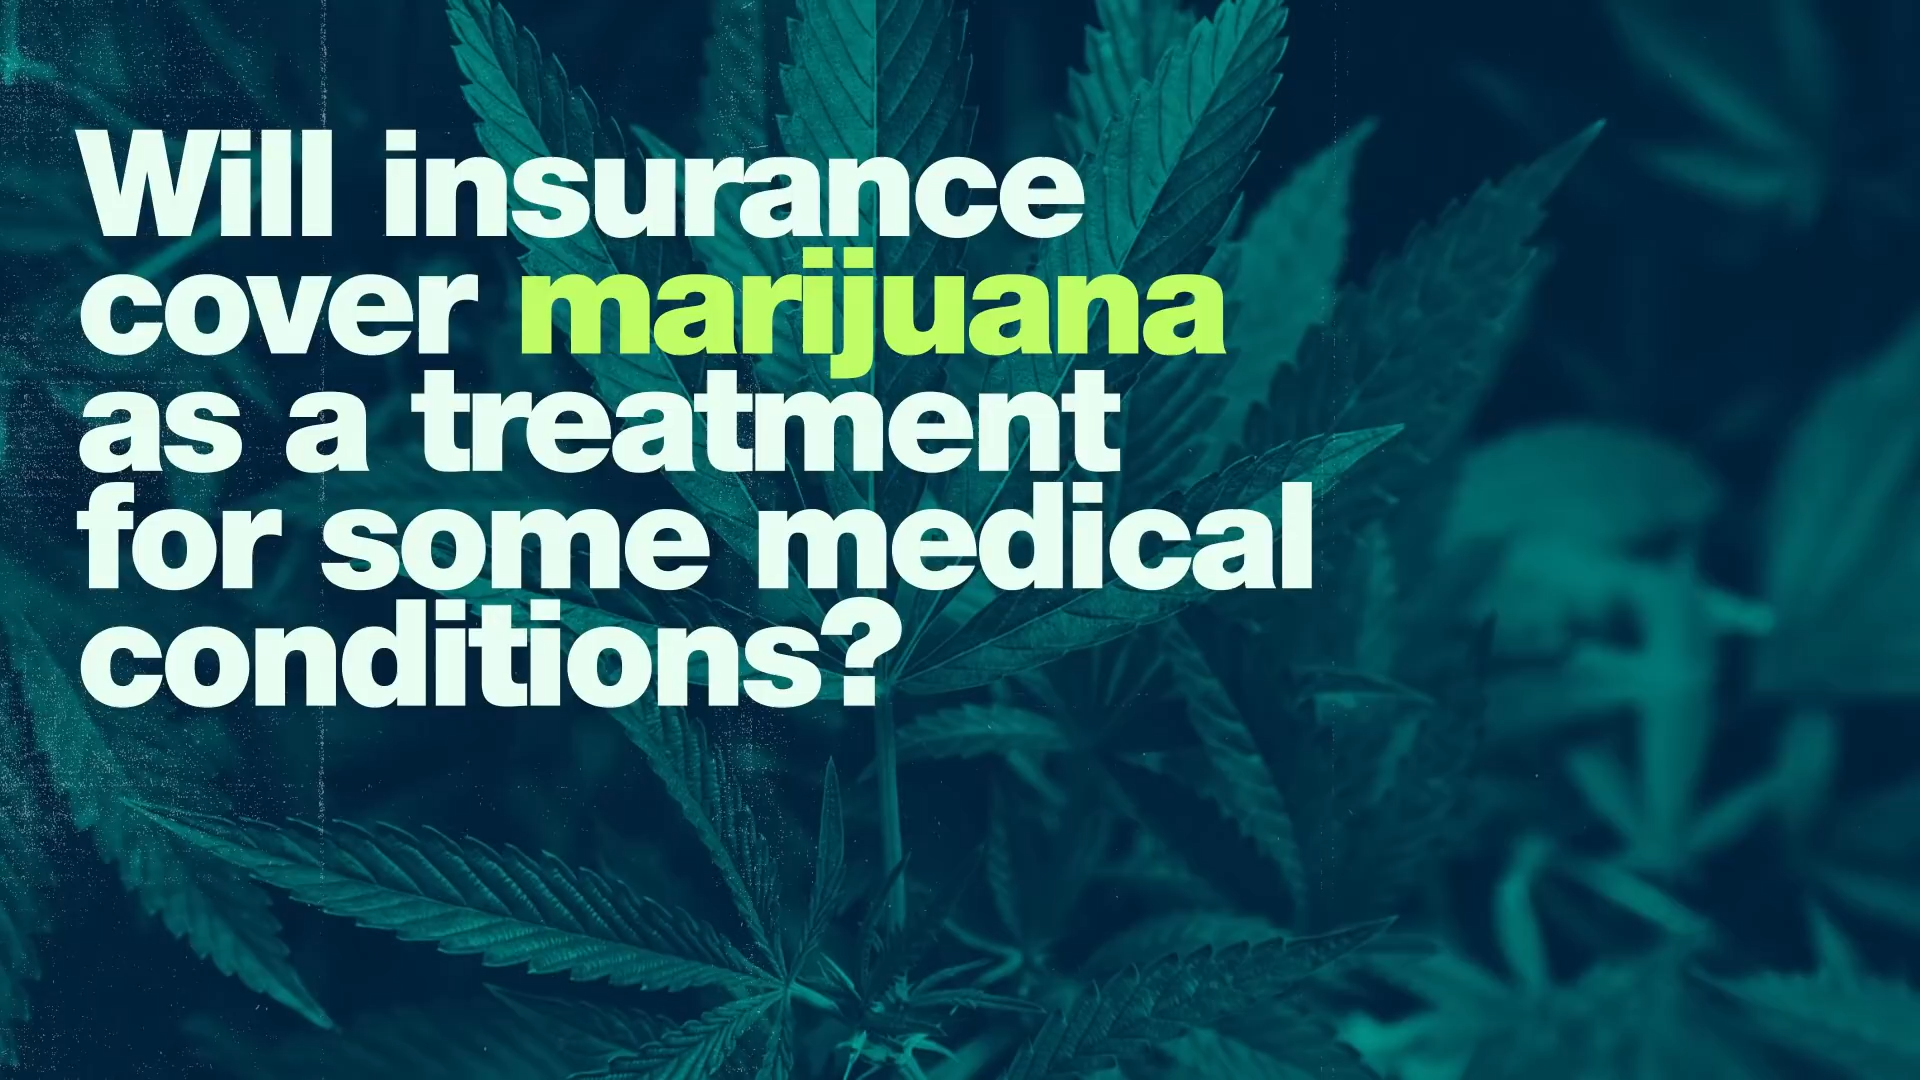 Will insurance
cover marijuana
as a treatment
for some medical
conditions?